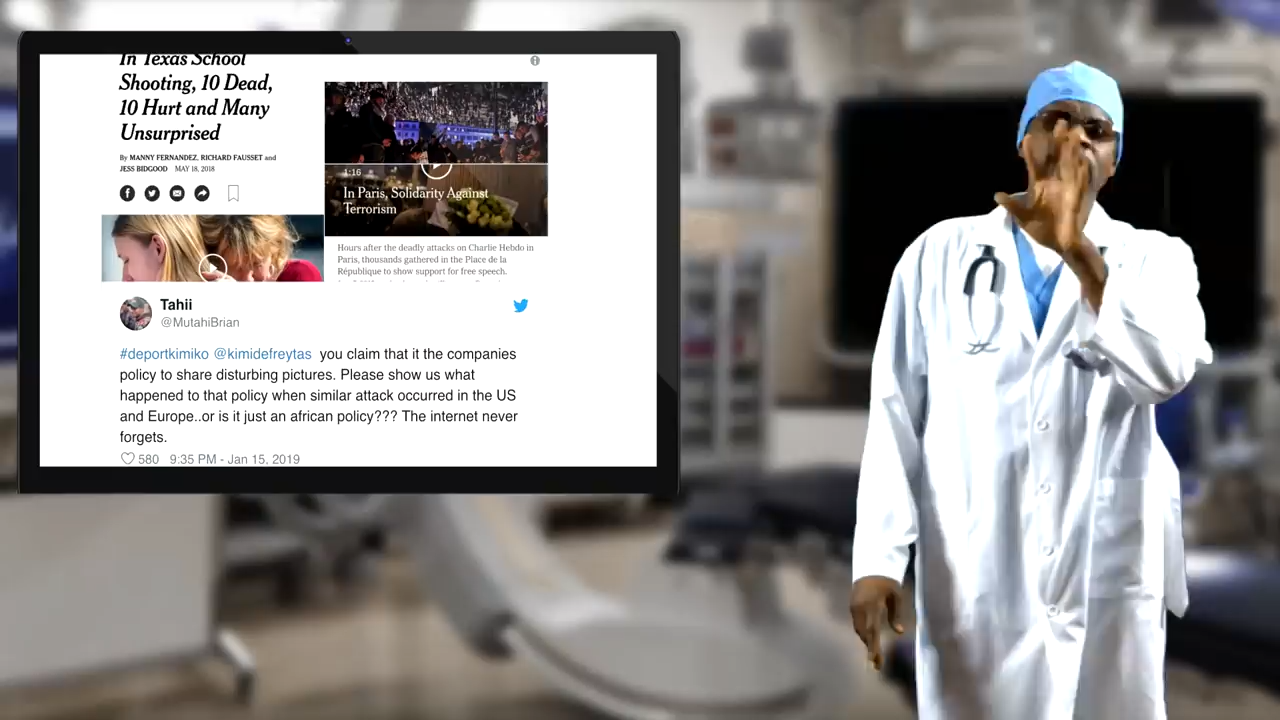 In Texas School
Shooting, 10 Dead,
10 Hurt and Many
Unsurprised
By MANNY FERNANDEZ, RICHARD FAUSSET and
JESS BIDGOOD MAY 18, 2018
1:16
In Paris, Solidarity Against
Terrorism
Hours after the deadly attacks on Charlie Hebdo in
Paris, thousands gathered in the Place de la
République to show support for free speech.
Tahii
@MutahiBrian
#deportkimiko @kimidefreytas you claim that it the companies
policy to share disturbing pictures. Please show us what
happened to that policy when similar attack occurred in the US
and Europe..or is it just an african policy??? The internet never
forgets.
580 9:35 PM - Jan 15, 2019